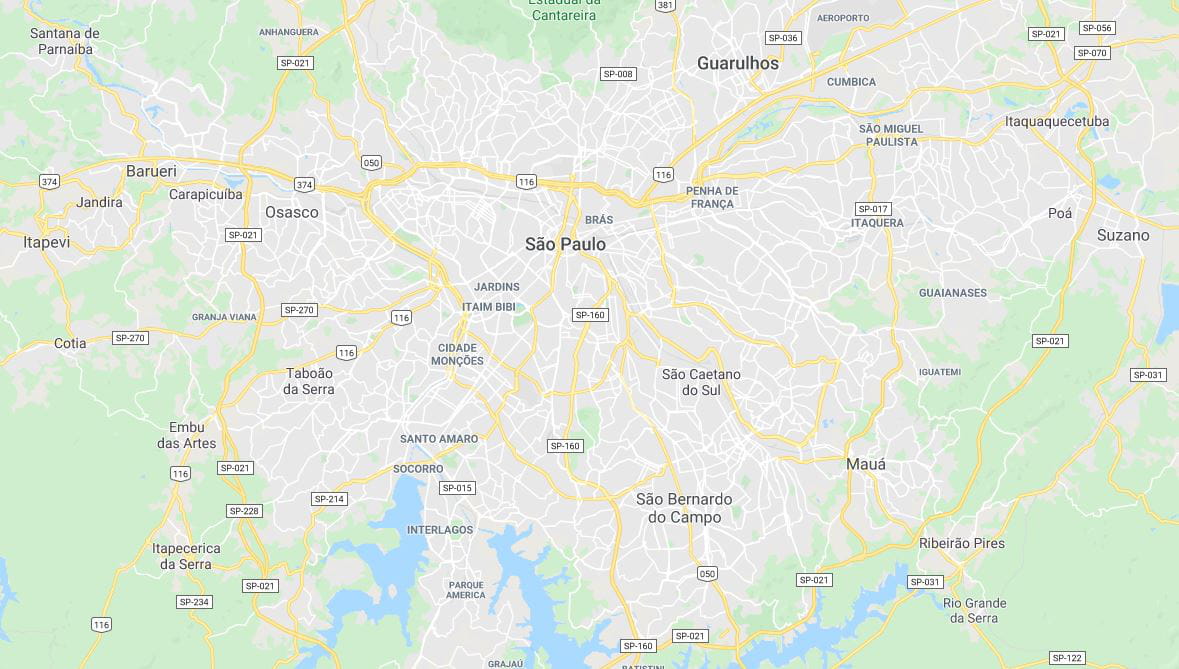 Estadual da
Cantareira
381
Santana de
Parnaíba
ANHANGUERA
AEROPORTO
SP-036
SP-021
SP-056
SP-070
SP-021
Guarulhos
SP-008
CUMBICA
Itaquaquecetuba
SÃO MIGUEL
PAULISTA
050
Barueri
374
374
116
116
Carapicuíba
Jandira
PENHA DE
FRANÇA
Osasco
BRÁS
SP-017
ITAQUERA
Poá
Suzano
SP-021
Itapevi
São Paulo
JARDINS
ITAIM BIBI
GUAIANASES
GRANJA VIANA
SP-270
116
SP-160
SP-270
Cotia
116
CIDADE
MONÇÕES
SP-021
Taboão
da Serra
São Caetano
do Sul
IGUATEMI
SP-031
Embu
das Artes
SANTO AMARO
SP-160
116
SP-021
SOCORRO
Mauá
SP-015
SP-214
SP-228
São Bernardo
do Campo
INTERLAGOS
Itapecerica
da Serra
Ribeirão Pires
050
SP-021
SP-031
SP-021
PARQUE
AMERICA
SP-234
Rio Grande
da Serra
116
SP-021
SP-160
SP-122
GRAJAÚ
BATISTINI